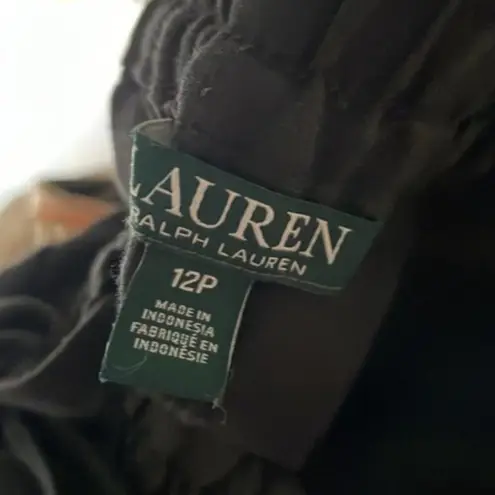 LAUREN
RALPH LAUREN
12P
MADE IN
INDONESIA
FABRIQUÉ EN
INDONÉSIE